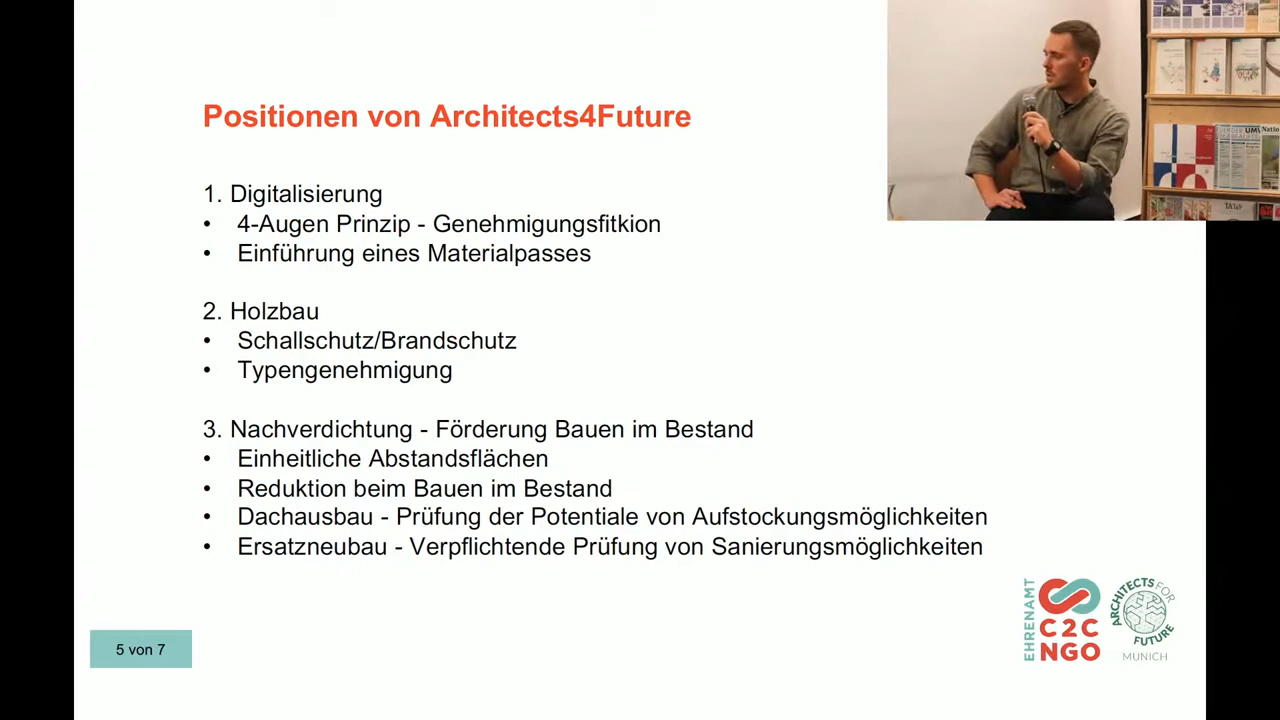 Positionen von Architects4Future
1. Digitalisierung
• 4-Augen Prinzip - Genehmigungsfitkion
• Einführung eines Materialpasses
2. Holzbau
• Schallschutz/Brandschutz
• Typengenehmigung
3. Nachverdichtung - Förderung Bauen im Bestand
• Einheitliche Abstandsflächen
• Reduktion beim Bauen im Bestand
• Dachausbau - Prüfung der Potentiale von Aufstockungsmöglichkeiten
• Ersatzneubau - Verpflichtende Prüfung von Sanierungsmöglichkeiten
5 von 7
EHRENAMT
C2C
NGO
ARCHITECTS FOR
FUTURE
MUNICH